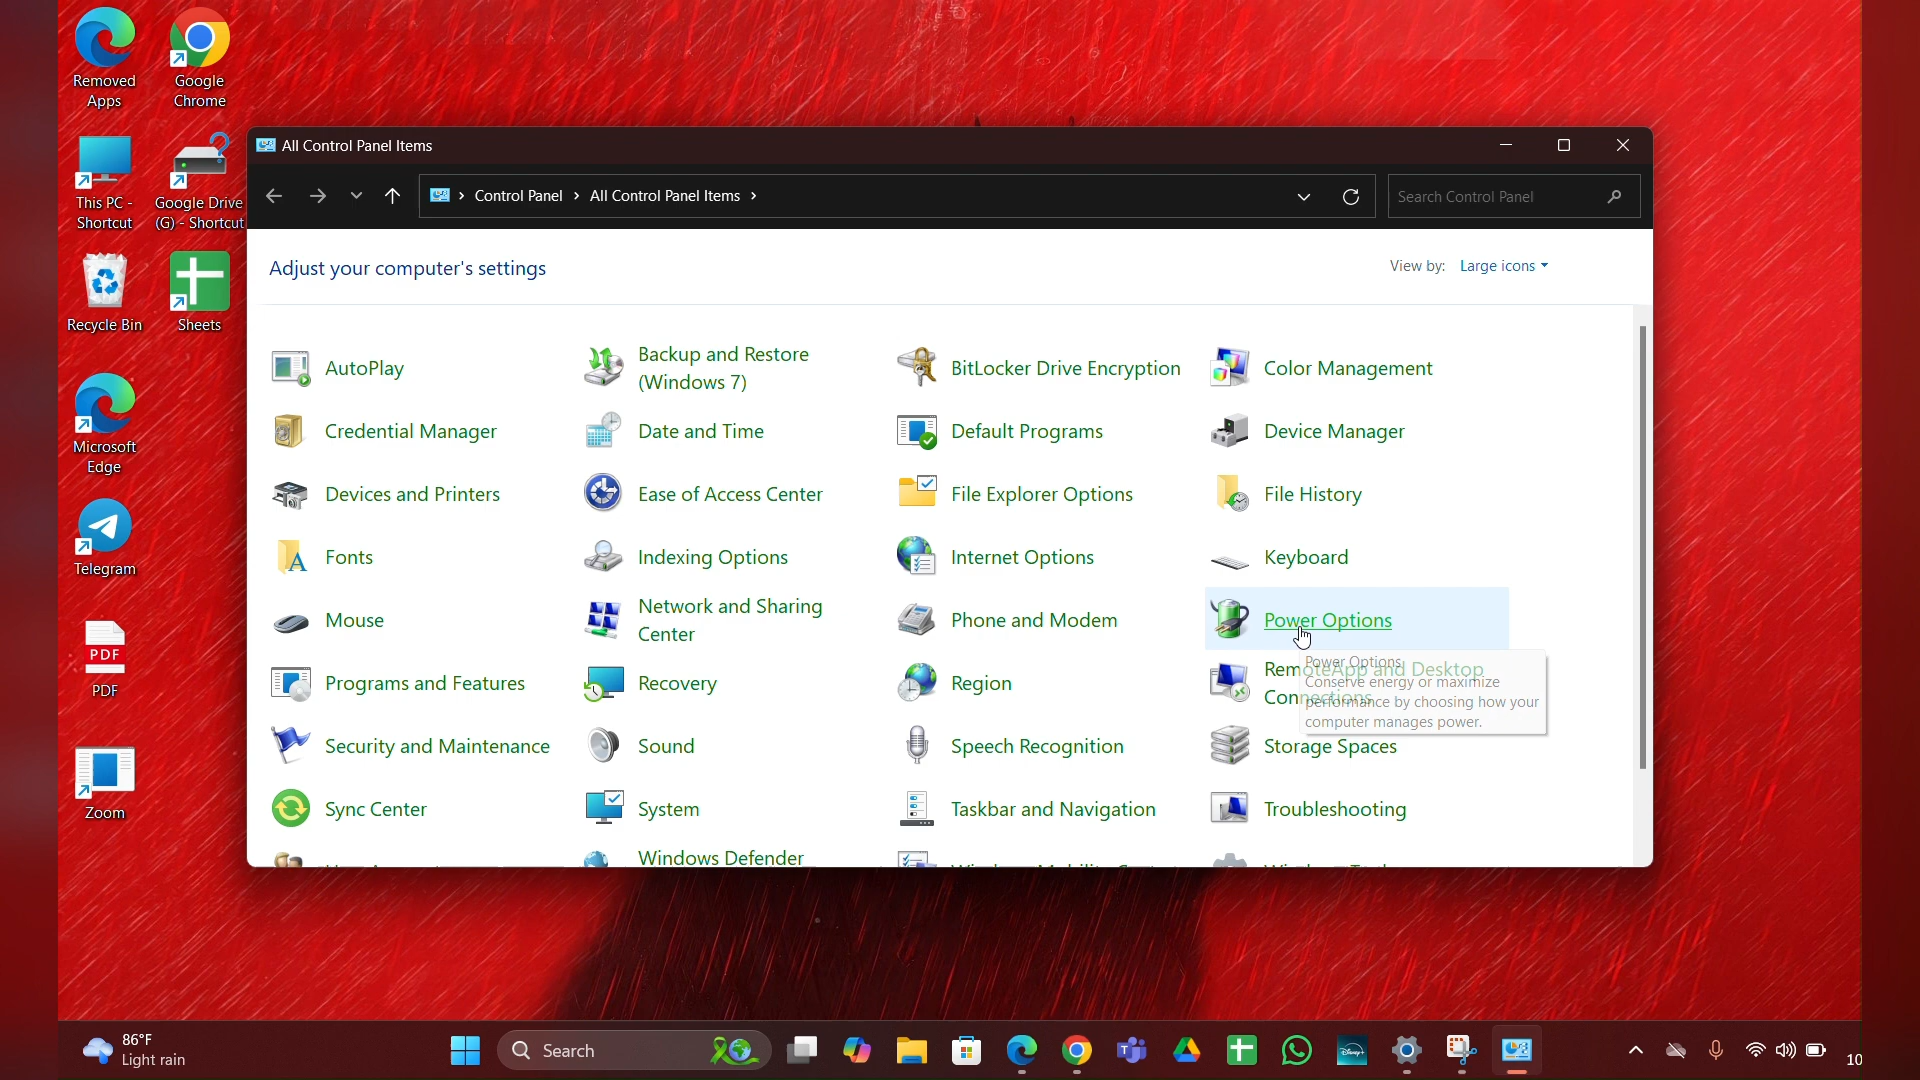 Removed
Apps
Google
Chrome
This PC -
Shortcut
Google Drive
(G) - Shortcut
Recycle Bin
Sheets
Microsoft
Edge
Telegram
PDF
PDF
Zoom
All Control Panel Items
Control Panel > All Control Panel Items >
Search Control Panel
Adjust your computer's settings
View by: Large icons
AutoPlay
Backup and Restore
(Windows 7)
BitLocker Drive Encryption
Color Management
Credential Manager
Date and Time
Default Programs
Device Manager
Devices and Printers
Ease of Access Center
File Explorer Options
File History
Fonts
Indexing Options
Internet Options
Keyboard
Mouse
Network and Sharing
Center
Phone and Modem
Power Options
Programs and Features
Recovery
Region
RemoteApp and Desktop
Connections
Power Options
Conserve energy or maximize
performance by choosing how your
computer manages power.
Security and Maintenance
Sound
Speech Recognition
Storage Spaces
Sync Center
System
Taskbar and Navigation
Troubleshooting
Windows Defender
86°F
Light rain
Search
Disney+
10